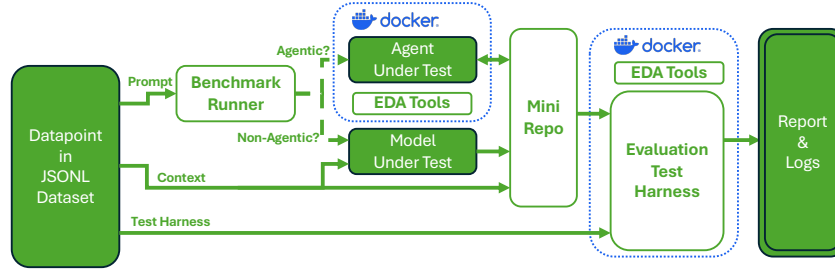 docker
Agentic?
Agent
Under Test
EDA Tools
Prompt
Benchmark
Runner
Non-Agentic?
Model
Under Test
Datapoint
in
JSONL
Dataset
Context
Test Harness
Mini
Repo
docker
EDA Tools
Evaluation
Test
Harness
Report
&
Logs